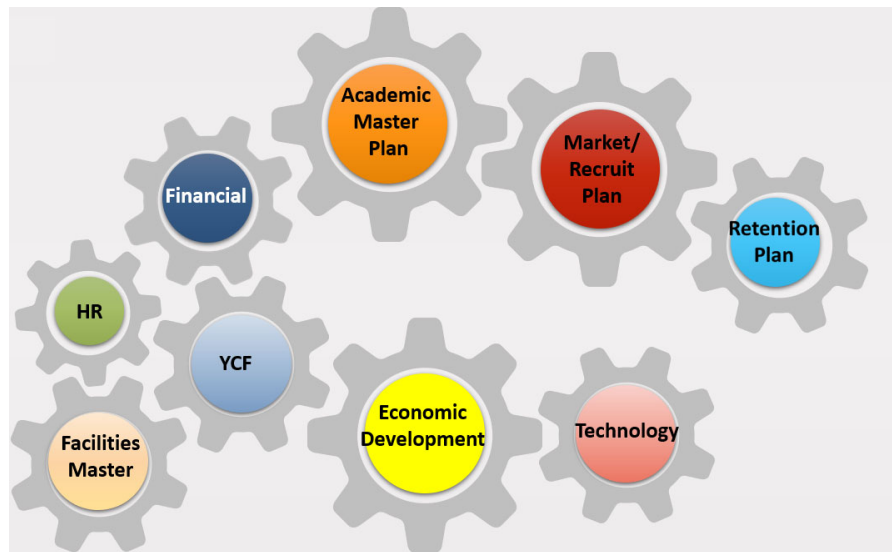 Academic
Master
Plan
Market/
Recruit
Plan
Financial
Retention
Plan
HR
YCF
Economic
Development
Technology
Facilities
Master